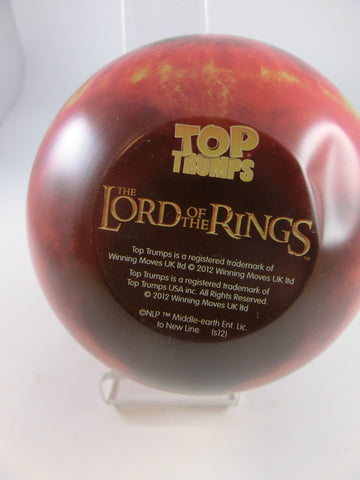 TOP
TRUMPS
THE
LORD OF THE RINGS™
Top Trumps is a registered trademark of
Winning Moves UK ltd © 2012 Winning Moves UK ltd
Top Trumps is a registered trademark of
Top Trumps USA inc. All Rights Reserved.
© 2012 Winning Moves UK ltd
©NLP ™ Middle-earth Ent. Lic.
to New Line. (s12)